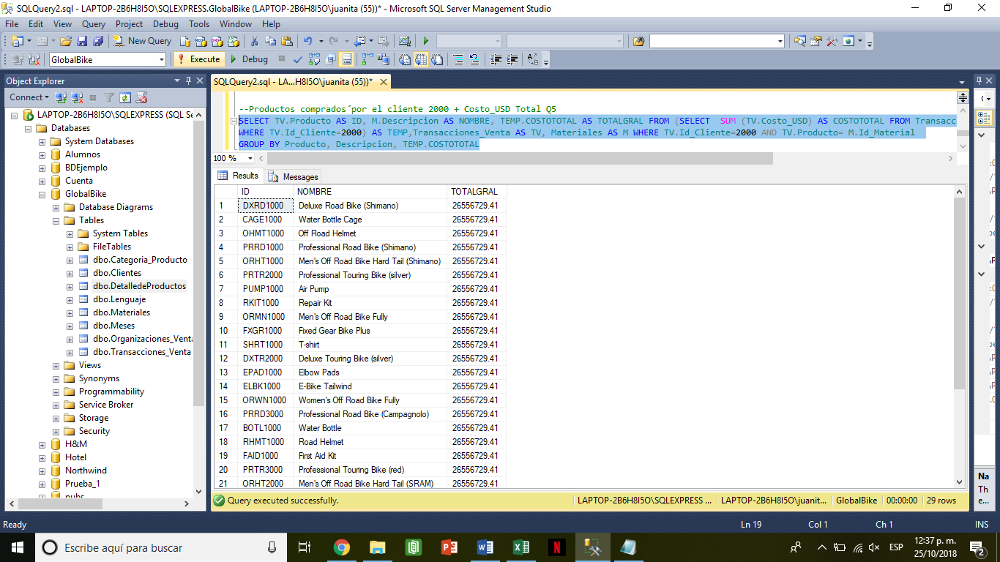 SQLQuery2.sql - LAPTOP-2B6H8I5O\SQLEXPRESS.GlobalBike (LAPTOP-2B6H8I5O\juanita (55))* - Microsoft SQL Server Management Studio
File Edit View Query Project Debug Tools Window Help
New Query
GlobalBike Execute Debug
Object Explorer
Connect
LAPTOP-2B6H8I5O\SQLEXPRESS (SQL Se
Databases
System Databases
Alumnos
BDEjemplo
Cuenta
GlobalBike
Database Diagrams
Tables
System Tables
FileTables
dbo.Categoria_Producto
dbo.Clientes
dbo.DetalledeProductos
dbo.Lenguaje
dbo.Materiales
dbo.Meses
dbo.Organizaciones_Venta
dbo.Transacciones_Venta
Views
Synonyms
Programmability
Service Broker
Storage
Security
H&M
Hotel
Northwind
Prueba_1
pubs
SQLQuery2.sql - LA...H8I5O\juanita (55))*
--Productos comprados´por el cliente 2000 + Costo_USD Total Q5
SELECT TV.Producto AS ID, M.Descripcion AS NOMBRE, TEMP.COSTOTOTAL AS TOTALGRAL FROM (SELECT  SUM (TV.Costo_USD) AS COSTOTOTAL FROM Transacc
WHERE TV.Id_Cliente=2000) AS TEMP,Transacciones_Venta AS TV, Materiales AS M WHERE TV.Id_Cliente=2000 AND TV.Producto= M.Id_Material
GROUP BY Producto, Descripcion, TEMP.COSTOTOTAL
100 %
Results Messages
ID NOMBRE TOTALGRAL
1 DXRD1000 Deluxe Road Bike (Shimano) 26556729.41
2 CAGE1000 Water Bottle Cage 26556729.41
3 OHMT1000 Off Road Helmet 26556729.41
4 PRRD1000 Professional Road Bike (Shimano) 26556729.41
5 ORHT1000 Men's Off Road Bike Hard Tail (Shimano) 26556729.41
6 PRTR2000 Professional Touring Bike (silver) 26556729.41
7 PUMP1000 Air Pump 26556729.41
8 RKIT1000 Repair Kit 26556729.41
9 ORMN1000 Men's Off Road Bike Fully 26556729.41
10 FXGR1000 Fixed Gear Bike Plus 26556729.41
11 SHRT1000 T-shirt 26556729.41
12 DXTR2000 Deluxe Touring Bike (silver) 26556729.41
13 EPAD1000 Elbow Pads 26556729.41
14 ELBK1000 E-Bike Tailwind 26556729.41
15 ORWN1000 Women's Off Road Bike Fully 26556729.41
16 PRRD3000 Professional Road Bike (Campagnolo) 26556729.41
17 BOTL1000 Water Bottle 26556729.41
18 RHMT1000 Road Helmet 26556729.41
19 FAID1000 First Aid Kit 26556729.41
20 PRTR3000 Professional Touring Bike (red) 26556729.41
21 ORHT2000 Men's Off Road Bike Hard Tail (SRAM) 26556729.41
Na
Th
e...
Query executed successfully. LAPTOP-2B6H8I5O\SQLEXPRESS ... LAPTOP-2B6H8I5O\juanit... GlobalBike 00:00:00 29 rows
Ready Ln 19 Col 1 Ch 1 INS
Escribe aquí para buscar
ESP
12:37 p. m.
25/10/2018
2